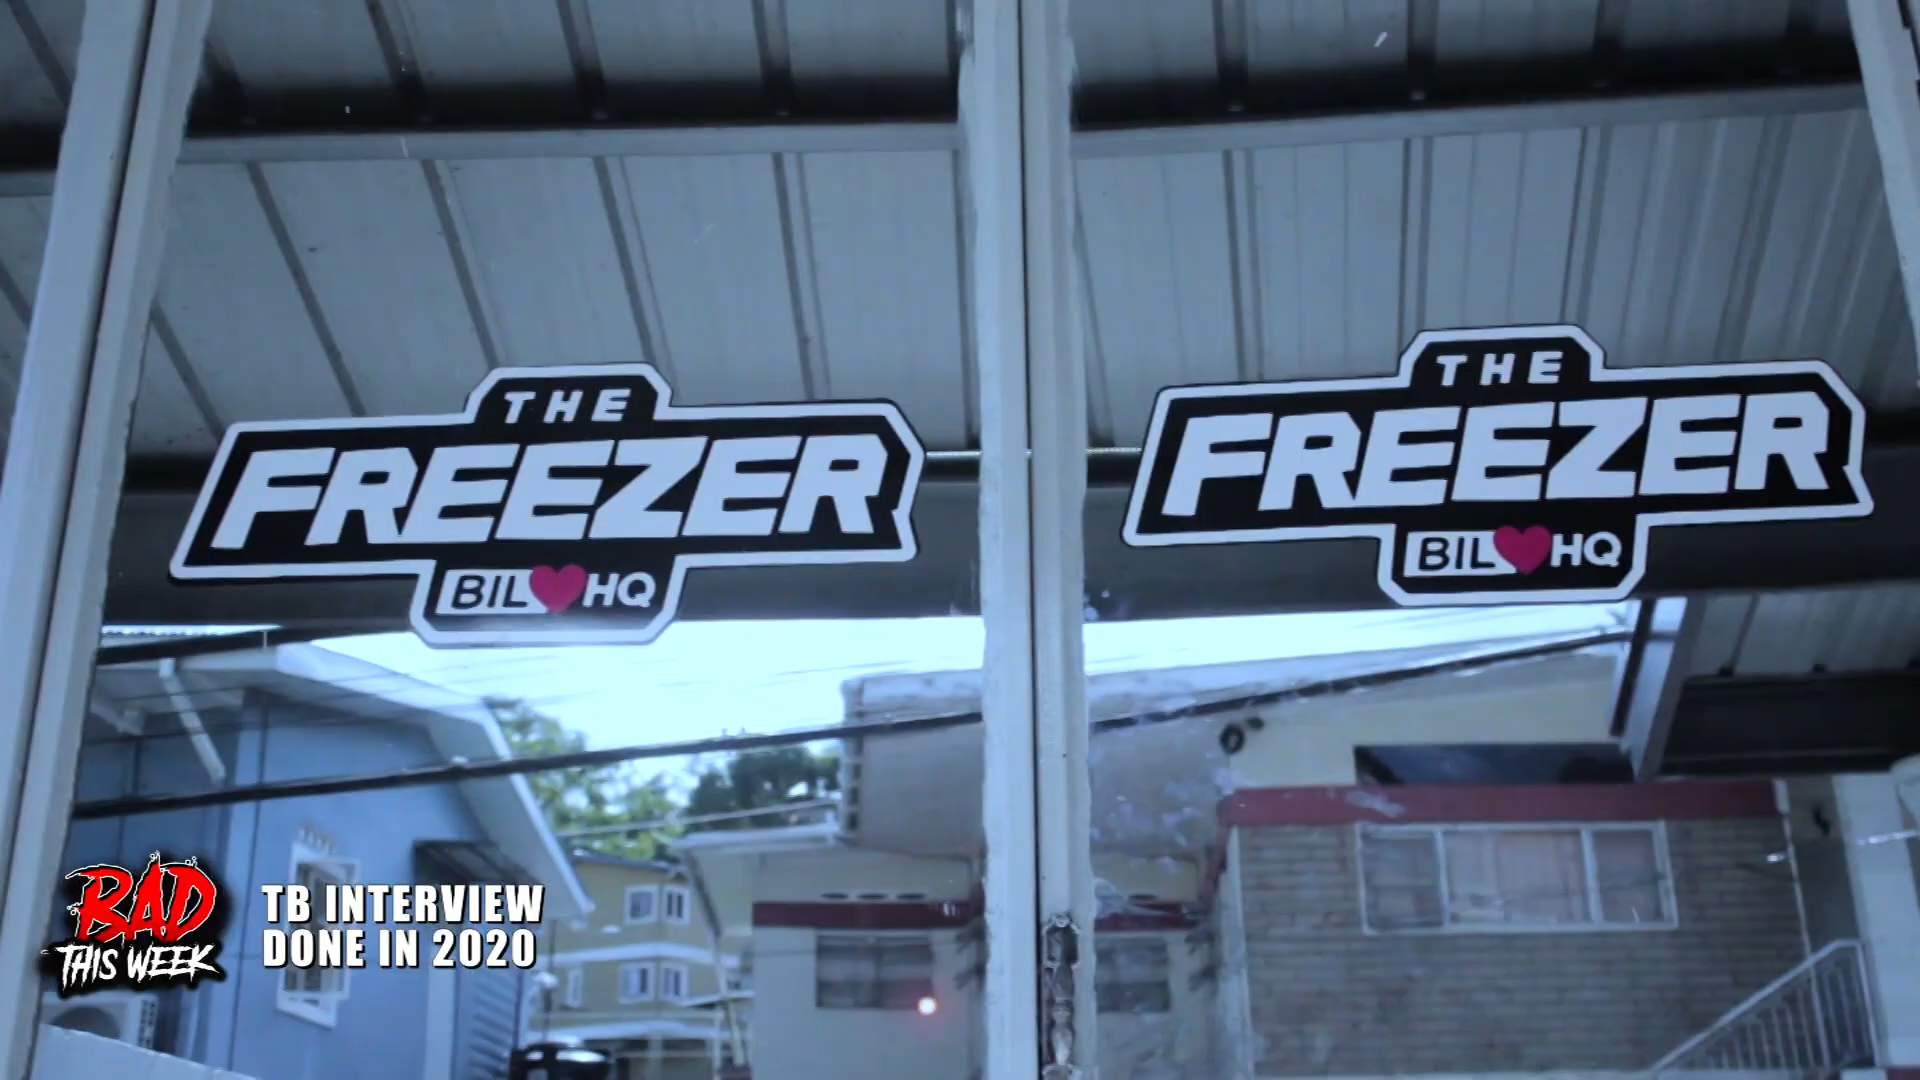 THE
FREEZER
BIL❤HQ
THE
FREEZER
BIL❤HQ
BAD
THIS WEEK
TB INTERVIEW
DONE IN 2020